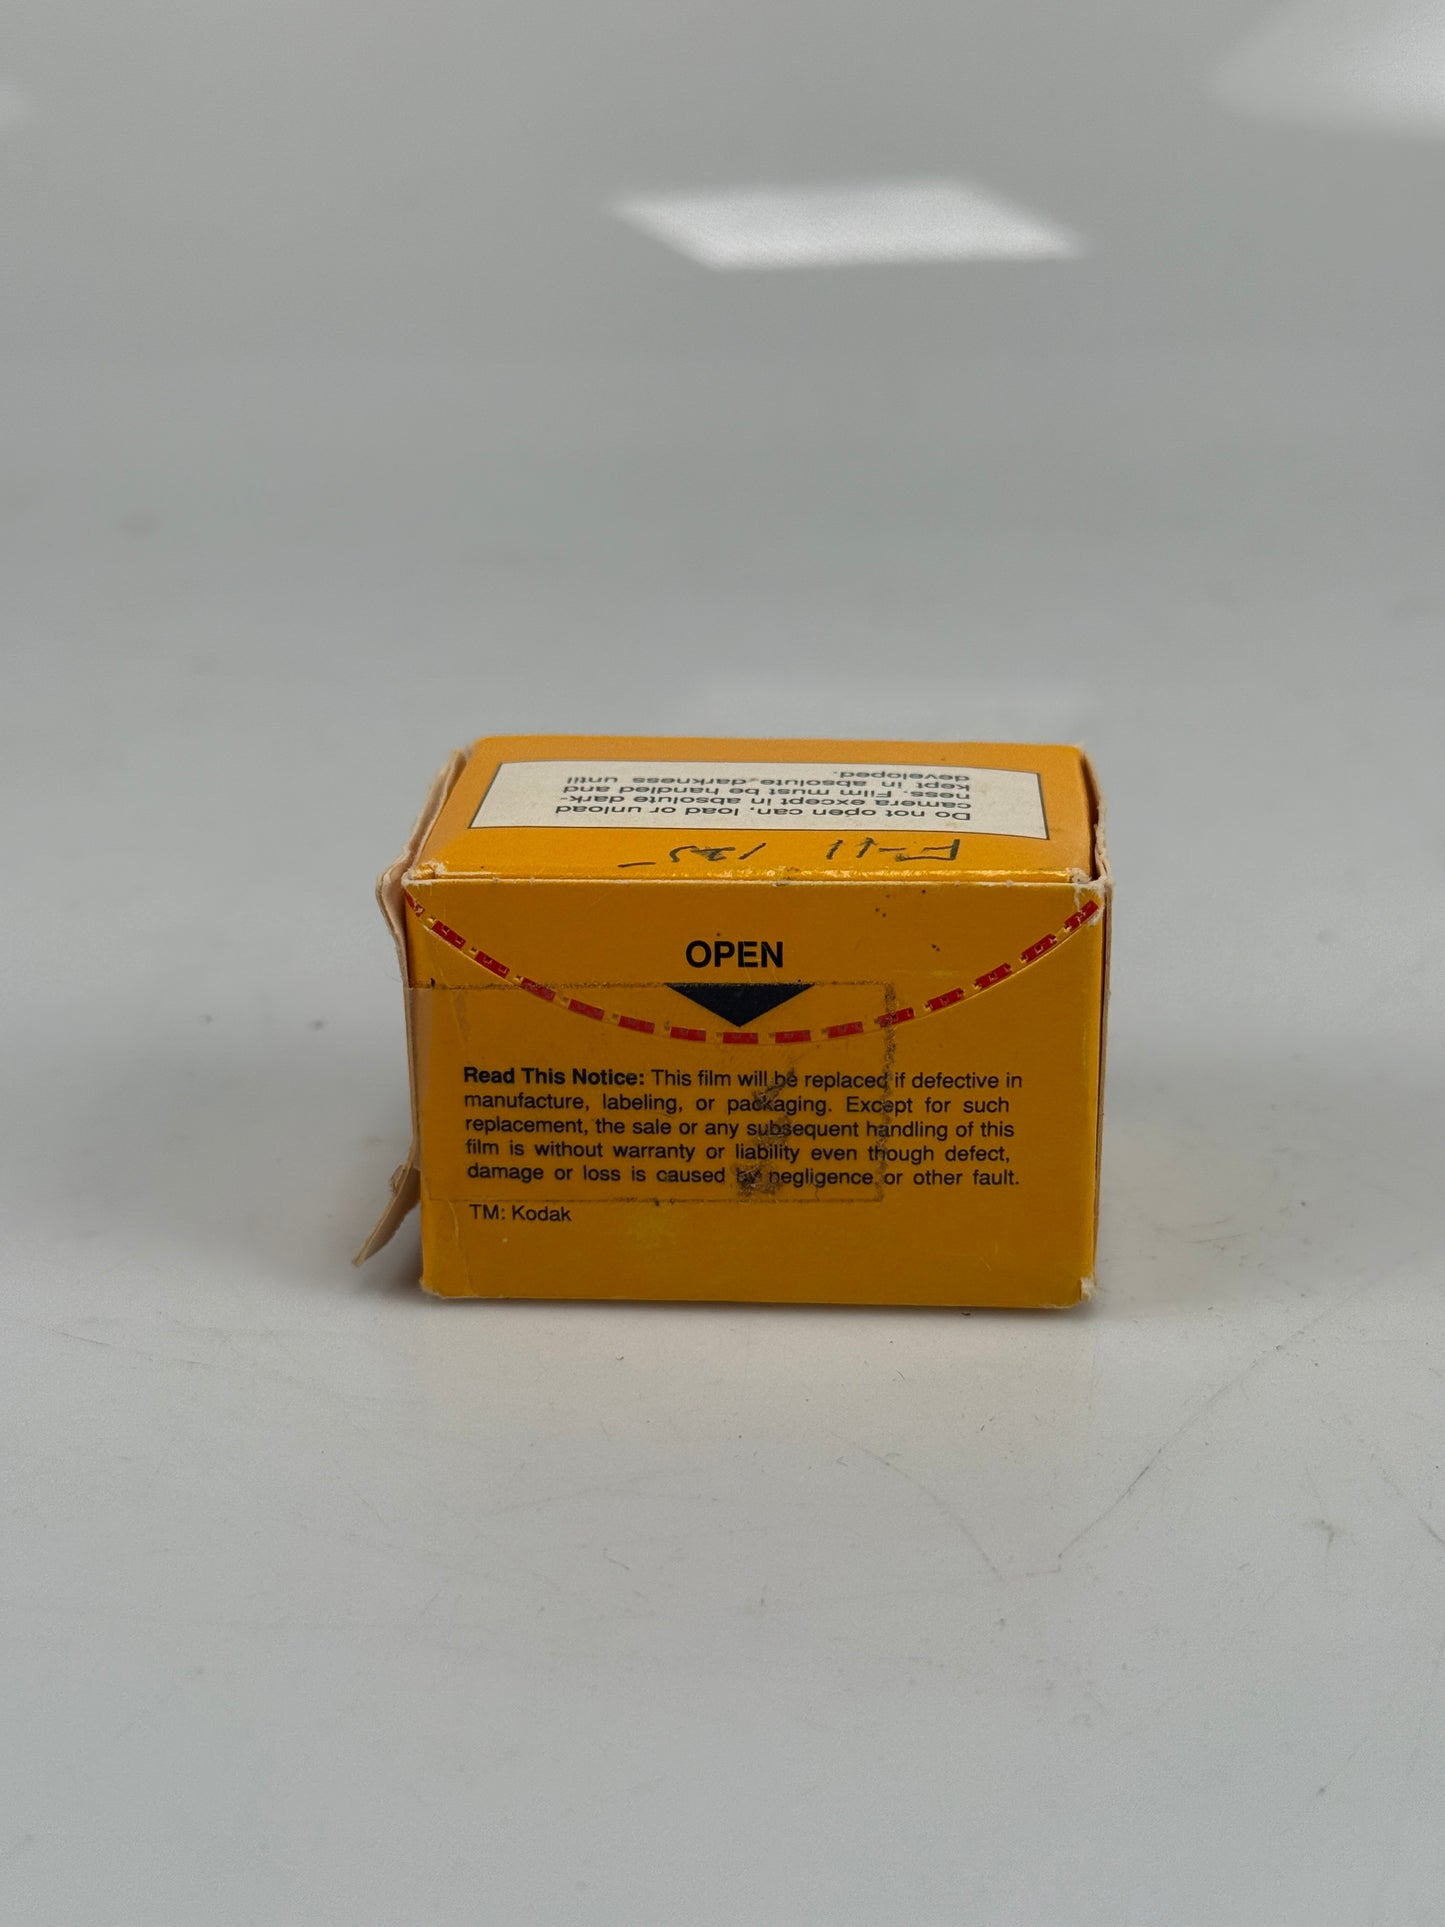 Do not open can, load or unload
camera except in absolute dark-
ness. Film must be handled and
kept in absolute darkness until
developed.
F-11 125
OPEN
Read This Notice: This film will be replaced if defective in
manufacture, labeling, or packaging. Except for such
replacement, the sale or any subsequent handling of this
film is without warranty or liability even though defect,
damage or loss is caused by negligence or other fault.
TM: Kodak